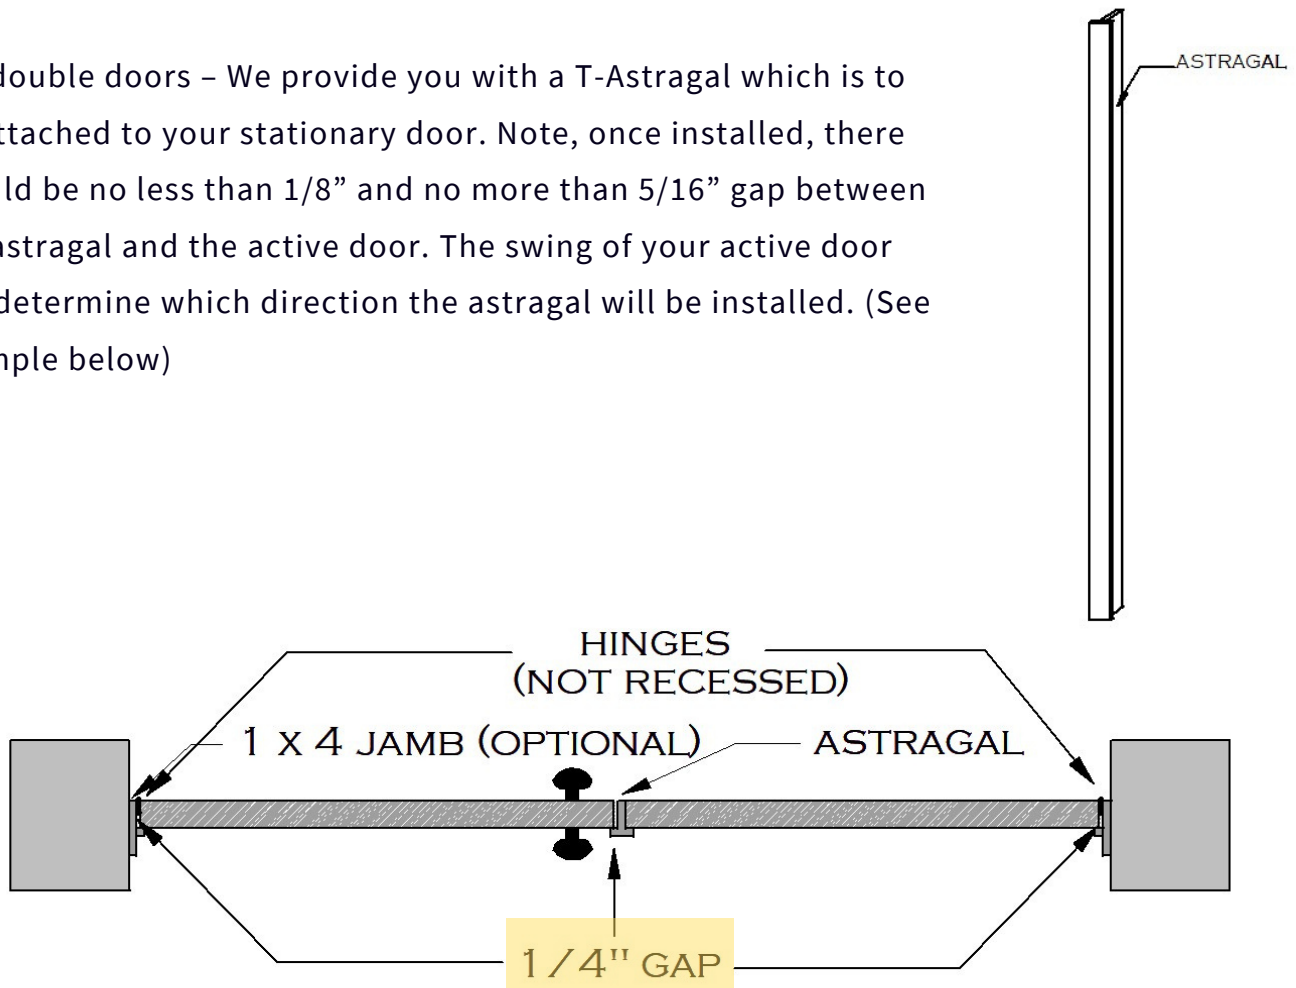 double doors – We provide you with a T-Astragal which is to
ttached to your stationary door. Note, once installed, there
ld be no less than 1/8” and no more than 5/16” gap between
astragal and the active door. The swing of your active door
determine which direction the astragal will be installed. (See
mple below)
ASTRAGAL
HINGES
(NOT RECESSED)
1 X 4 JAMB (OPTIONAL)
ASTRAGAL
1/4" GAP